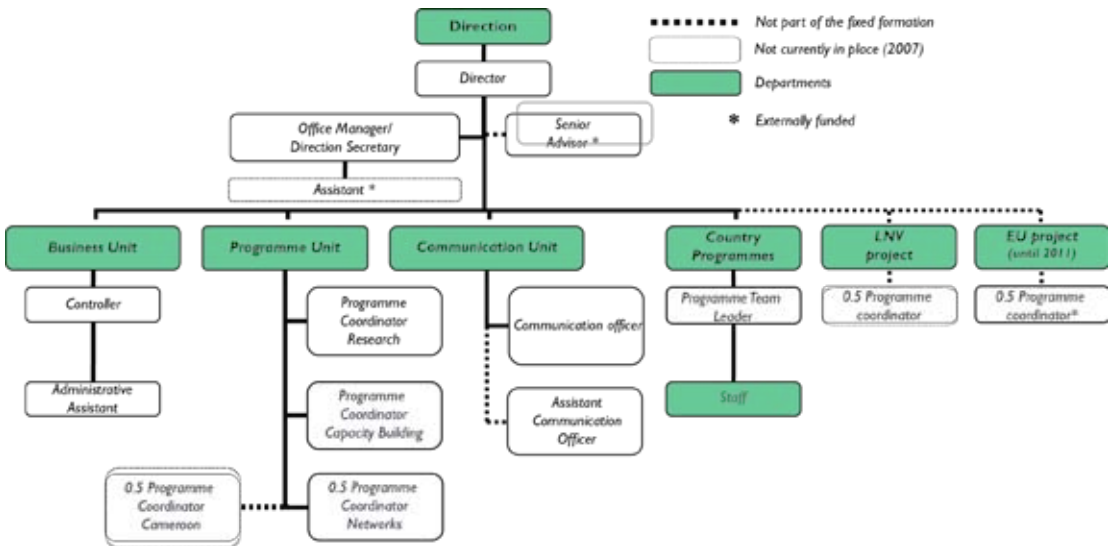 Direction
Not part of the fixed formation
Not currently in place (2007)
Departments
* Externally funded
Director
Office Manager/
Direction Secretary
Senior
Advisor *
Assistant *
Business Unit
Programme Unit
Communication Unit
Country
Programmes
LNV
project
EU project
(until 2011)
Controller
Programme
Coordinator
Research
Communication officer
Programme Team
Leader
0.5 Programme
coordinator
0.5 Programme
coordinator*
Administrative
Assistant
Programme
Coordinator
Capacity Building
Assistant
Communication
Officer
Staff
0.5 Programme
Coordinator
Cameroon
0.5 Programme
Coordinator
Networks